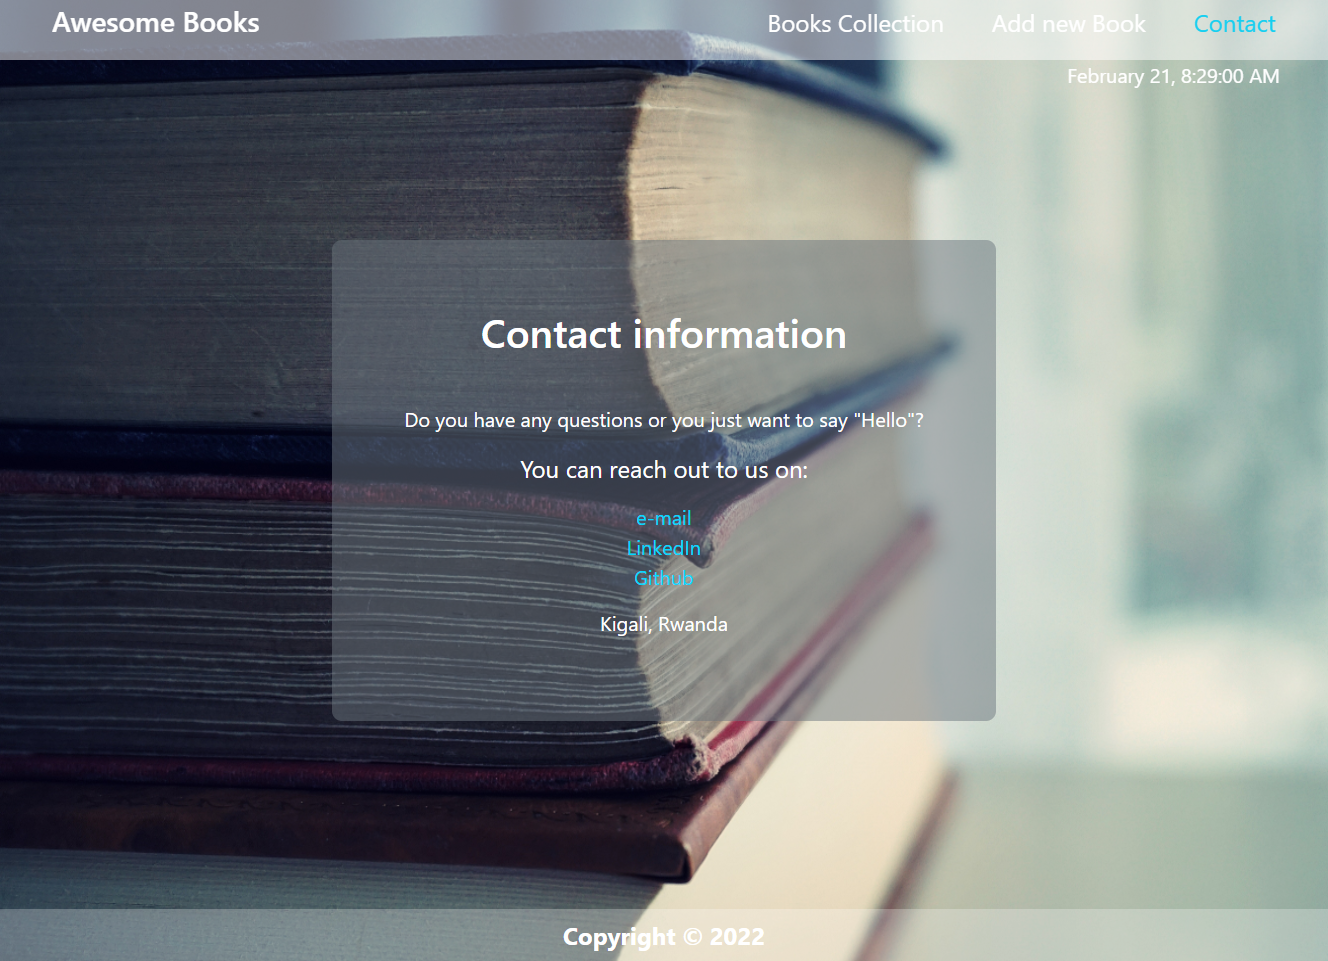 Awesome Books
Books Collection
Add new Book
Contact
February 21, 8:29:00 AM
Contact information
Do you have any questions or you just want to say "Hello"?
You can reach out to us on:
e-mail
LinkedIn
Github
Kigali, Rwanda
Copyright © 2022